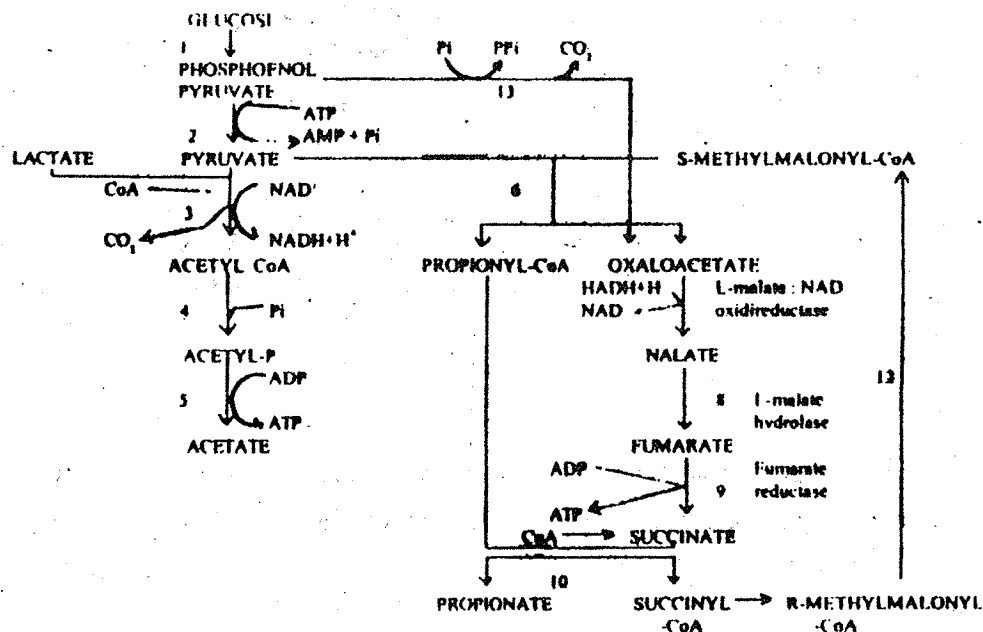 GLUCOSE
1
PHOSPHOENOL
PYRUVATE
Pi PPi CO₂
13
ATP
AMP + Pi
2
LACTATE PYRUVATE S-METHYLMALONYL-CoA
CoA NAD⁺
6
3
CO₂ NADH+H⁺
ACETYL CoA PROPIONYL-CoA OXALOACETATE
HADH+H L-malate : NAD
NAD oxidireductase
4 Pi
NALATE
12
ACETYL-P
ADP
5
8 l-malate
hydrolase
ATP
ACETATE FUMARATE
ADP Fumarate
9 reductase
ATP
CoA SUCCINATE
10
PROPIONATE SUCCINYL R-METHYLMALONYL
-CoA -CoA